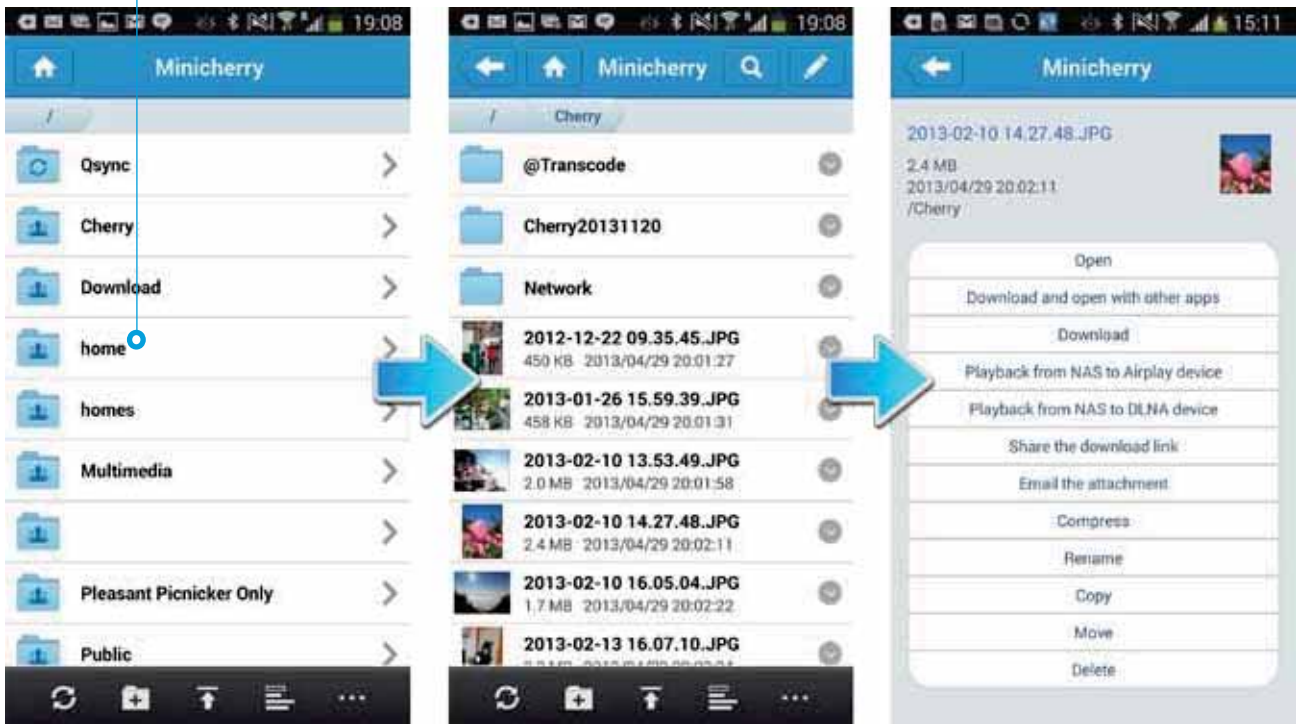 19:08
Minicherry
/
Qsync
Cherry
Download
home
homes
Multimedia
Pleasant Picnicker Only
Public
19:08
Minicherry
/ Cherry
@Transcode
Cherry20131120
Network
2012-12-22 09.35.45.JPG
450 KB 2013/04/29 20:01:27
2013-01-26 15.59.39.JPG
458 KB 2013/04/29 20:01:31
2013-02-10 13.53.49.JPG
2.0 MB 2013/04/29 20:01:58
2013-02-10 14.27.48.JPG
2.4 MB 2013/04/29 20:02:11
2013-02-10 16.05.04.JPG
1.7 MB 2013/04/29 20:02:22
2013-02-13 16.07.10.JPG
15:11
Minicherry
2013-02-10 14.27.48.JPG
2.4 MB
2013/04/29 20:02:11
/Cherry
Open
Download and open with other apps
Download
Playback from NAS to Airplay device
Playback from NAS to DLNA device
Share the download link
Email the attachment
Compress
Rename
Copy
Move
Delete